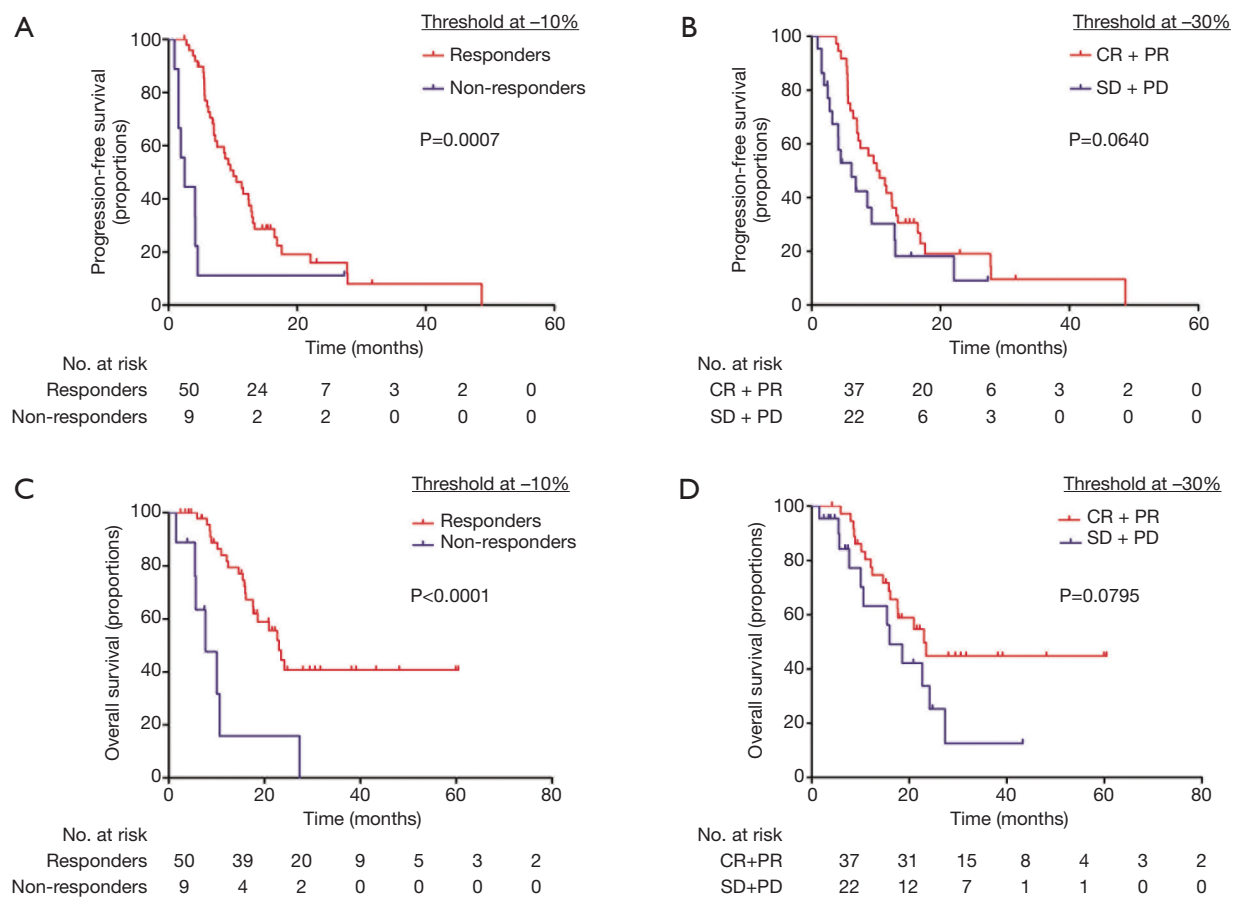 A
Threshold at –10%
Responders
Non-responders
P=0.0007
Progression-free survival
(proportions)
100
80
60
40
20
0
0 20 40 60
Time (months)
No. at risk
Responders 50 24 7 3 2 0
Non-responders 9 2 2 0 0 0
B
Threshold at –30%
CR + PR
SD + PD
P=0.0640
Progression-free survival
(proportions)
100
80
60
40
20
0
0 20 40 60
Time (months)
No. at risk
CR + PR 37 20 6 3 2 0
SD + PD 22 6 3 0 0 0
C
Threshold at –10%
Responders
Non-responders
P<0.0001
Overall survival (proportions)
100
80
60
40
20
0
0 20 40 60 80
Time (months)
No. at risk
Responders 50 39 20 9 5 3 2
Non-responders 9 4 2 0 0 0 0
D
Threshold at –30%
CR + PR
SD + PD
P=0.0795
Overall survival (proportions)
100
80
60
40
20
0
0 20 40 60 80
Time (months)
No. at risk
CR+PR 37 31 15 8 4 3 2
SD+PD 22 12 7 1 1 0 0